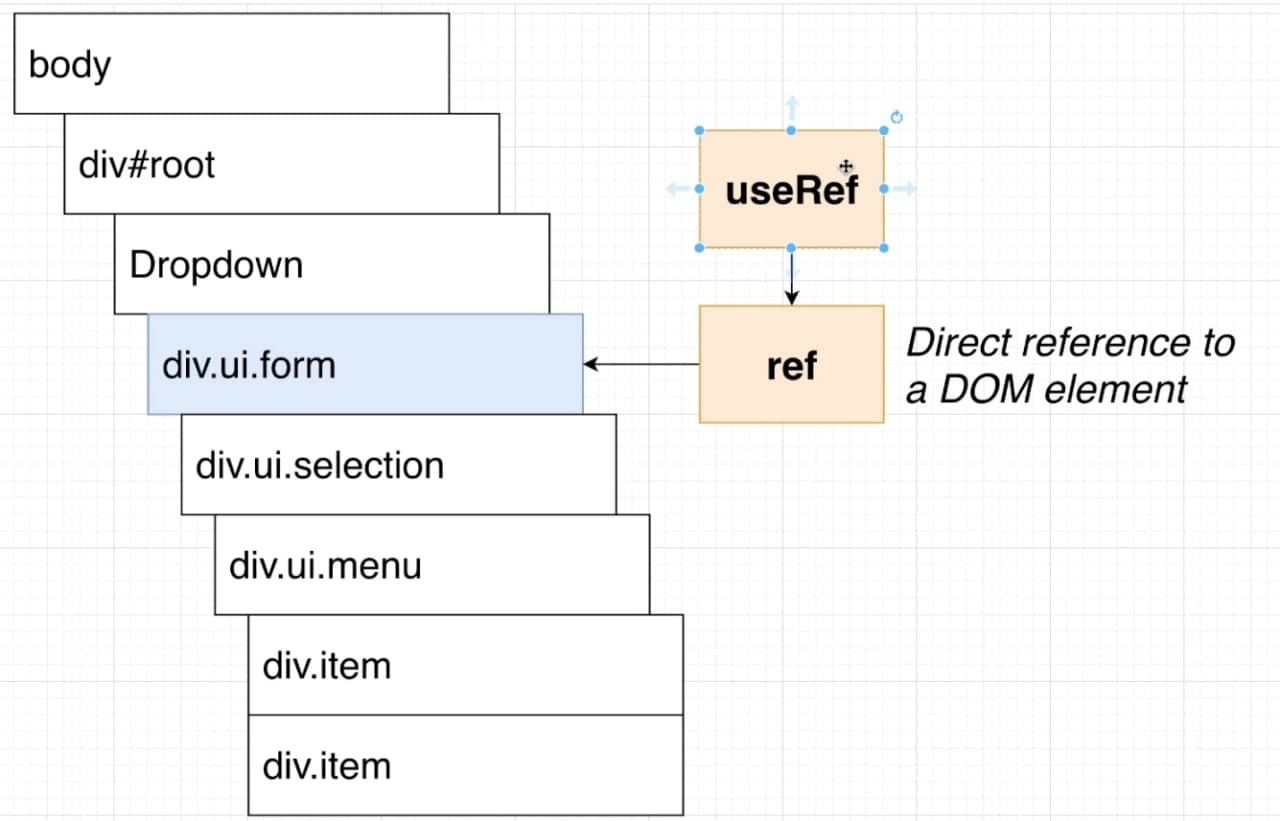 body
div#root
Dropdown
div.ui.form
div.ui.selection
div.ui.menu
div.item
div.item
useRef
ref
Direct reference to
a DOM element